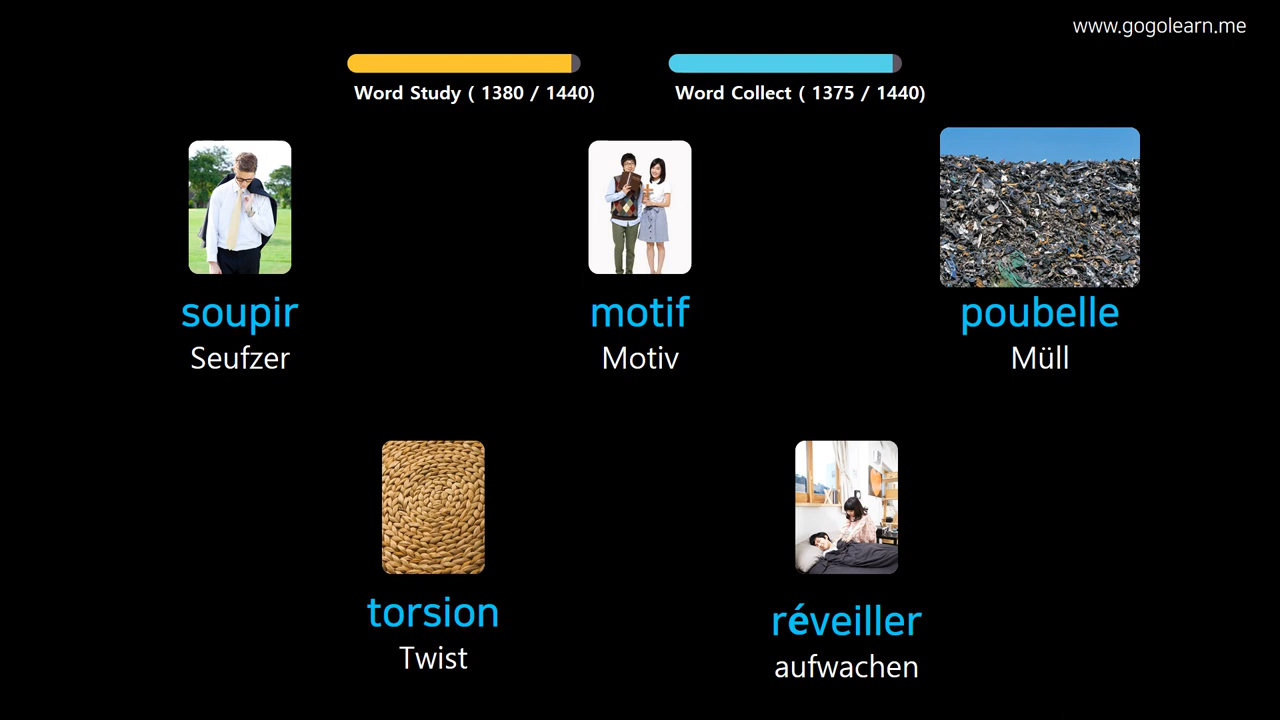 www.gogolearn.me
Word Study ( 1380 / 1440)
Word Collect ( 1375 / 1440)
soupir
Seufzer
motif
Motiv
poubelle
Müll
torsion
Twist
réveiller
aufwachen